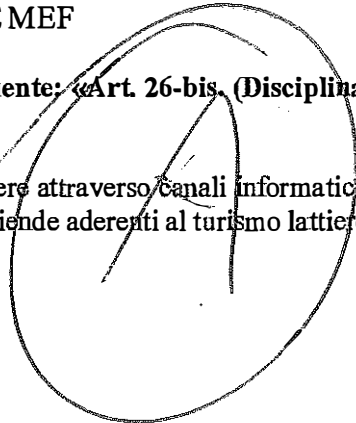 MEF
ente: «Art. 26-bis. (Disciplina
ere attraverso canali informatic
iende aderenti al turismo lattier
A